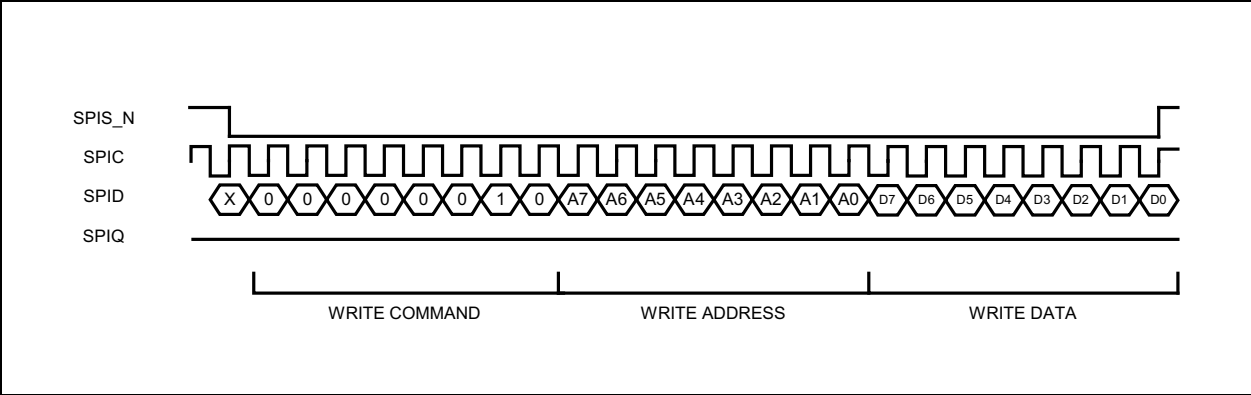 SPIS_N
SPIC
SPID X 0 0 0 0 0 0 1 0 A7 A6 A5 A4 A3 A2 A1 A0 D7 D6 D5 D4 D3 D2 D1 D0
SPIQ
WRITE COMMAND WRITE ADDRESS WRITE DATA